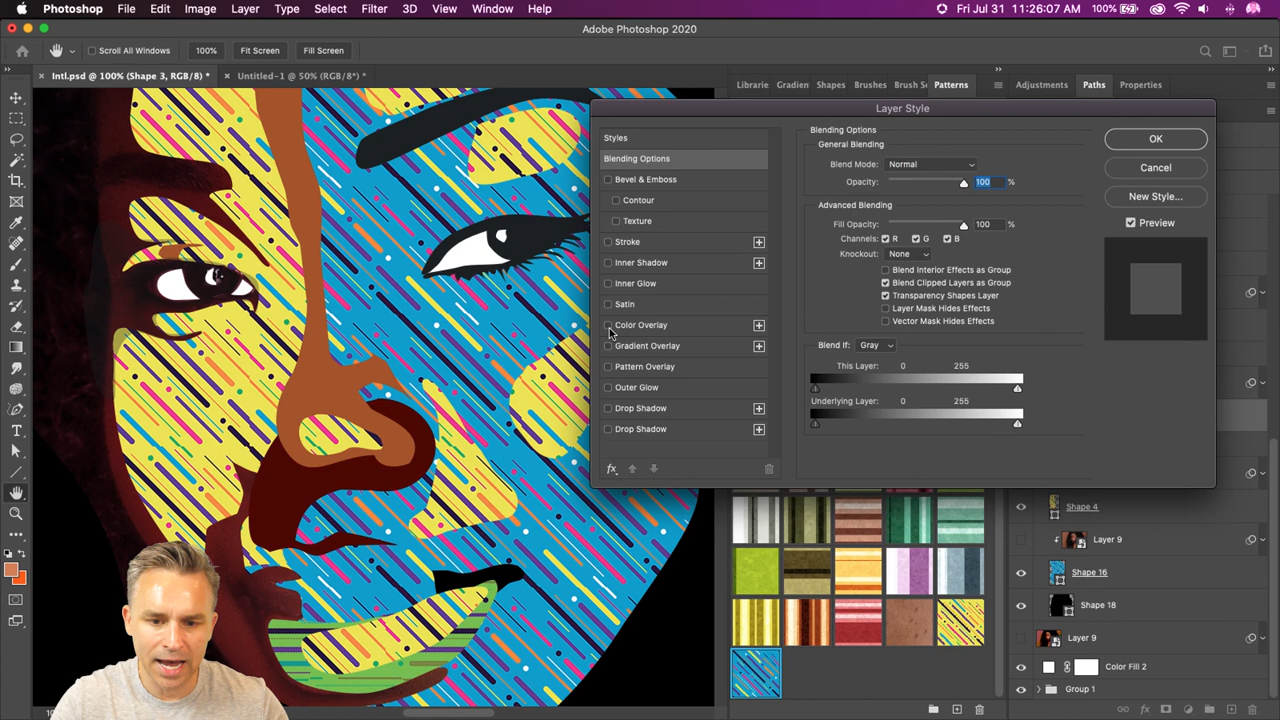 Photoshop File Edit Image Layer Type Select Filter 3D View Window Help
Fri Jul 31 11:26:07 AM 100%
Adobe Photoshop 2020
Scroll All Windows 100% Fit Screen Fill Screen
Intl.psd @ 100% (Shape 3, RGB/8) * Untitled-1 @ 50% (RGB/8*) *
Librarie Gradien Shapes Brushes Brush Se Patterns Adjustments Paths Properties
Layer Style
Styles
Blending Options
Bevel & Emboss
Contour
Texture
Stroke
Inner Shadow
Inner Glow
Satin
Color Overlay
Gradient Overlay
Pattern Overlay
Outer Glow
Drop Shadow
Drop Shadow
fx
Blending Options
General Blending
Blend Mode: Normal
Opacity: 100 %
Advanced Blending
Fill Opacity: 100 %
Channels: R G B
Knockout: None
Blend Interior Effects as Group
Blend Clipped Layers as Group
Transparency Shapes Layer
Layer Mask Hides Effects
Vector Mask Hides Effects
Blend If: Gray
This Layer: 0 255
Underlying Layer: 0 255
OK
Cancel
New Style...
Preview
Shape 4
Layer 9
Shape 16
Shape 18
Layer 9
Color Fill 2
Group 1
fx